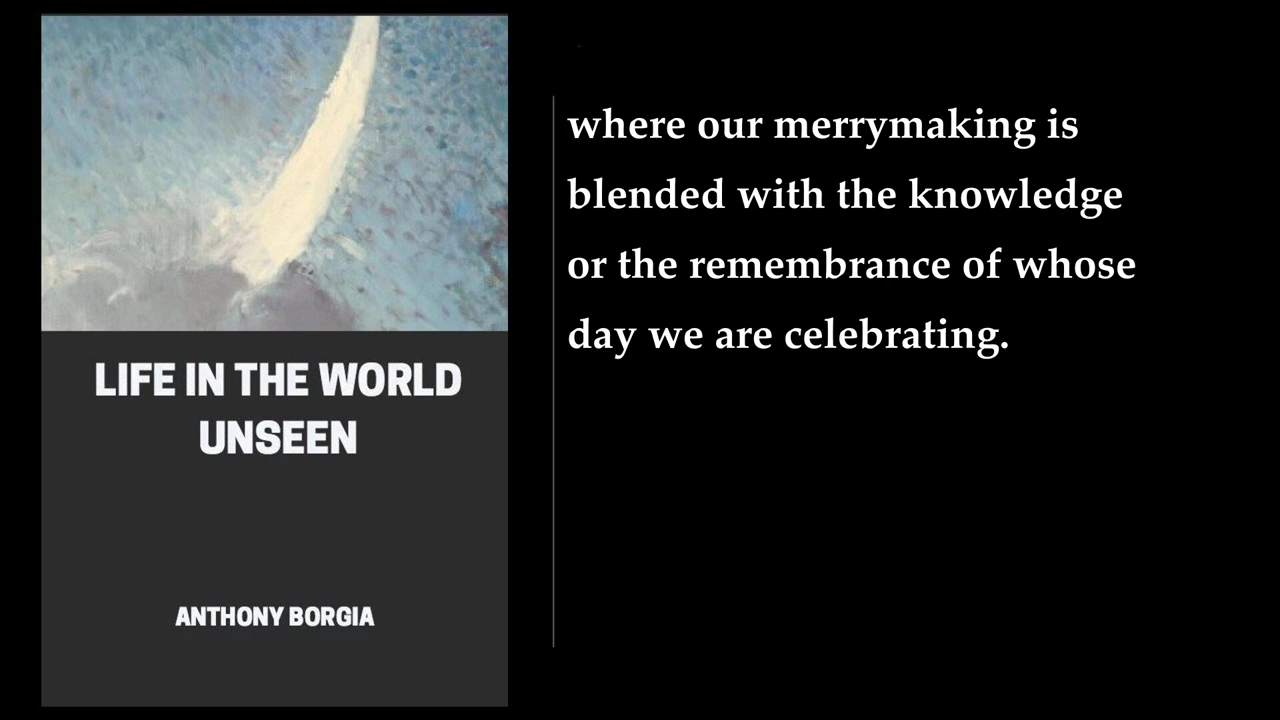 LIFE IN THE WORLD
UNSEEN
ANTHONY BORGIA
where our merrymaking is
blended with the knowledge
or the remembrance of whose
day we are celebrating.